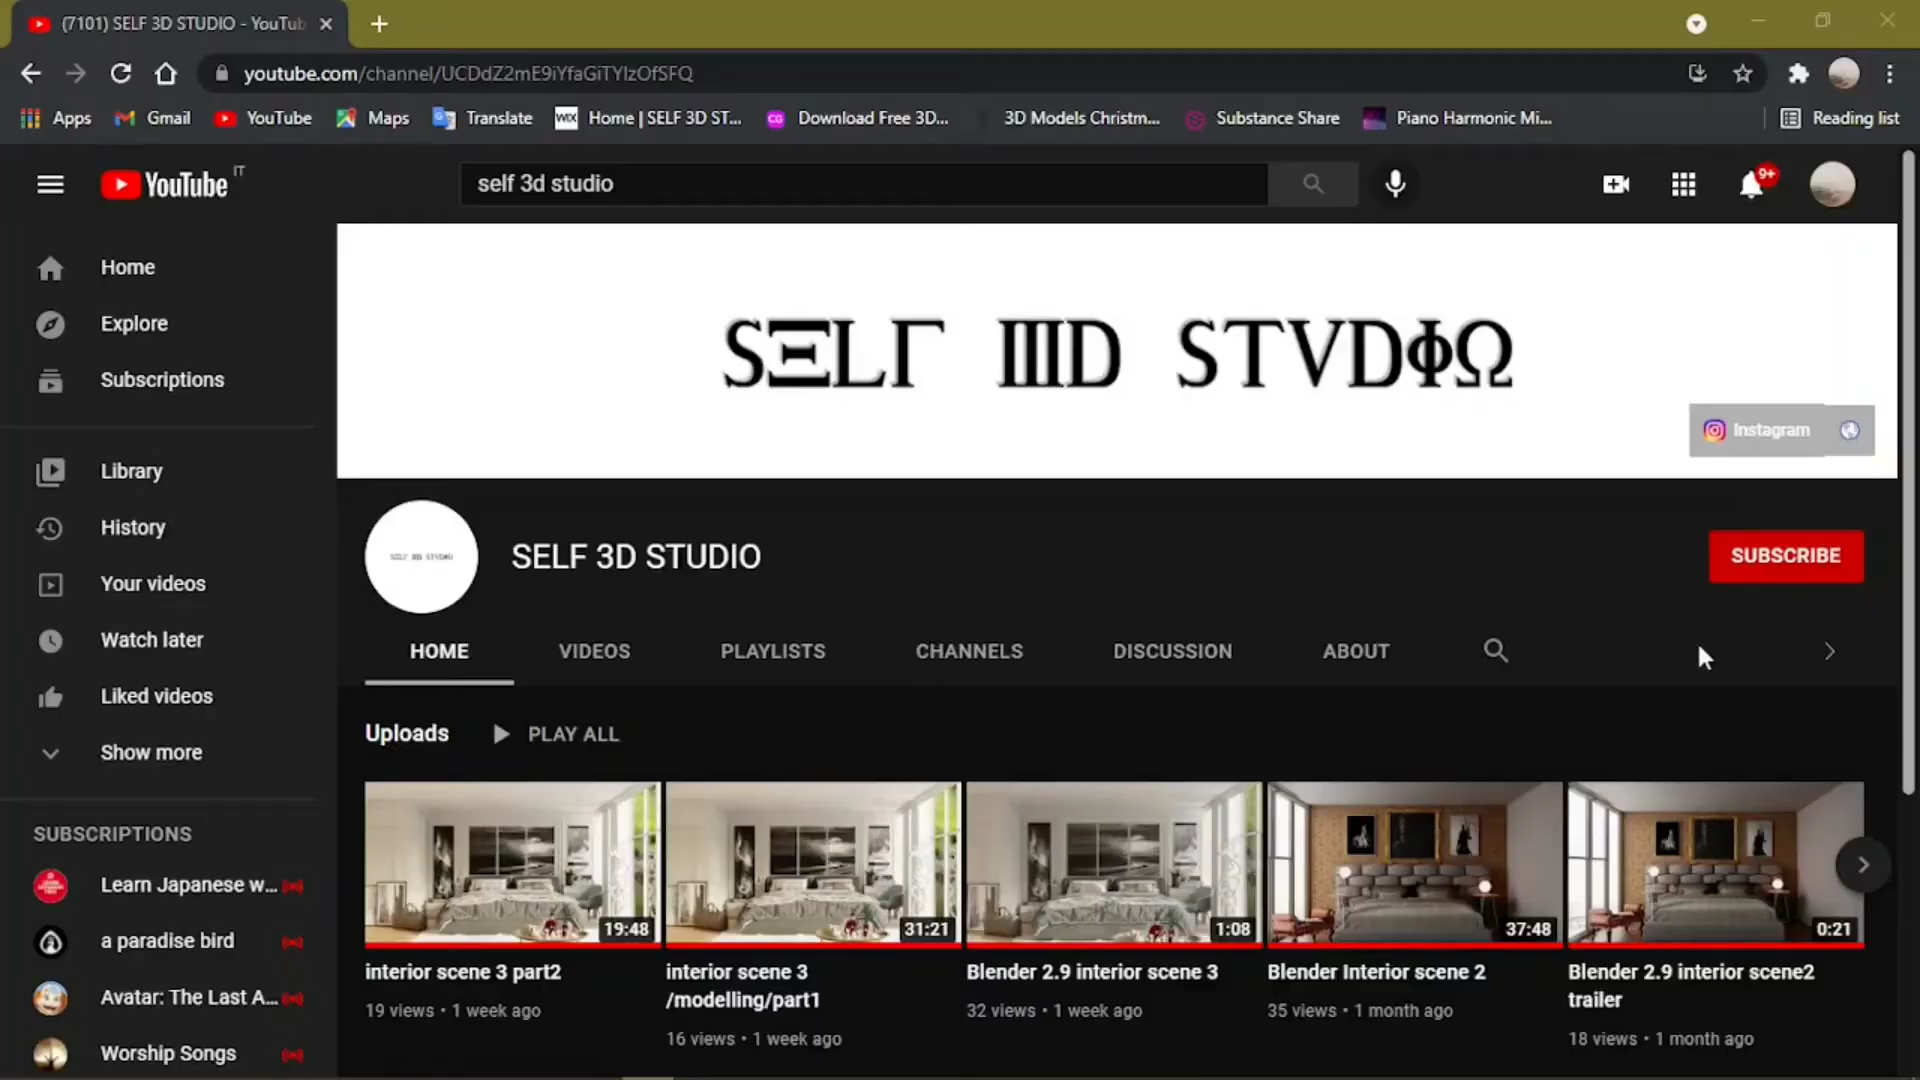 (7101) SELF 3D STUDIO - YouTub
youtube.com/channel/UCDdZ2mE9iYfaGiTYIzOfSFQ
Apps Gmail YouTube Maps Translate Home | SELF 3D ST... Download Free 3D... 3D Models Christm... Substance Share Piano Harmonic Mi... Reading list
YouTube IT
self 3d studio
9+
Home
Explore
Subscriptions
Library
History
Your videos
Watch later
Liked videos
Show more
SUBSCRIPTIONS
Learn Japanese w...
a paradise bird
Avatar: The Last A...
Worship Songs
SΞLΓ IIID STVDΦΩ
Instagram
SELF 3D STUDIO
SUBSCRIBE
HOME VIDEOS PLAYLISTS CHANNELS DISCUSSION ABOUT
Uploads PLAY ALL
19:48
interior scene 3 part2
19 views • 1 week ago
31:21
interior scene 3
/modelling/part1
16 views • 1 week ago
1:08
Blender 2.9 interior scene 3
32 views • 1 week ago
37:48
Blender Interior scene 2
35 views • 1 month ago
0:21
Blender 2.9 interior scene2
trailer
18 views • 1 month ago